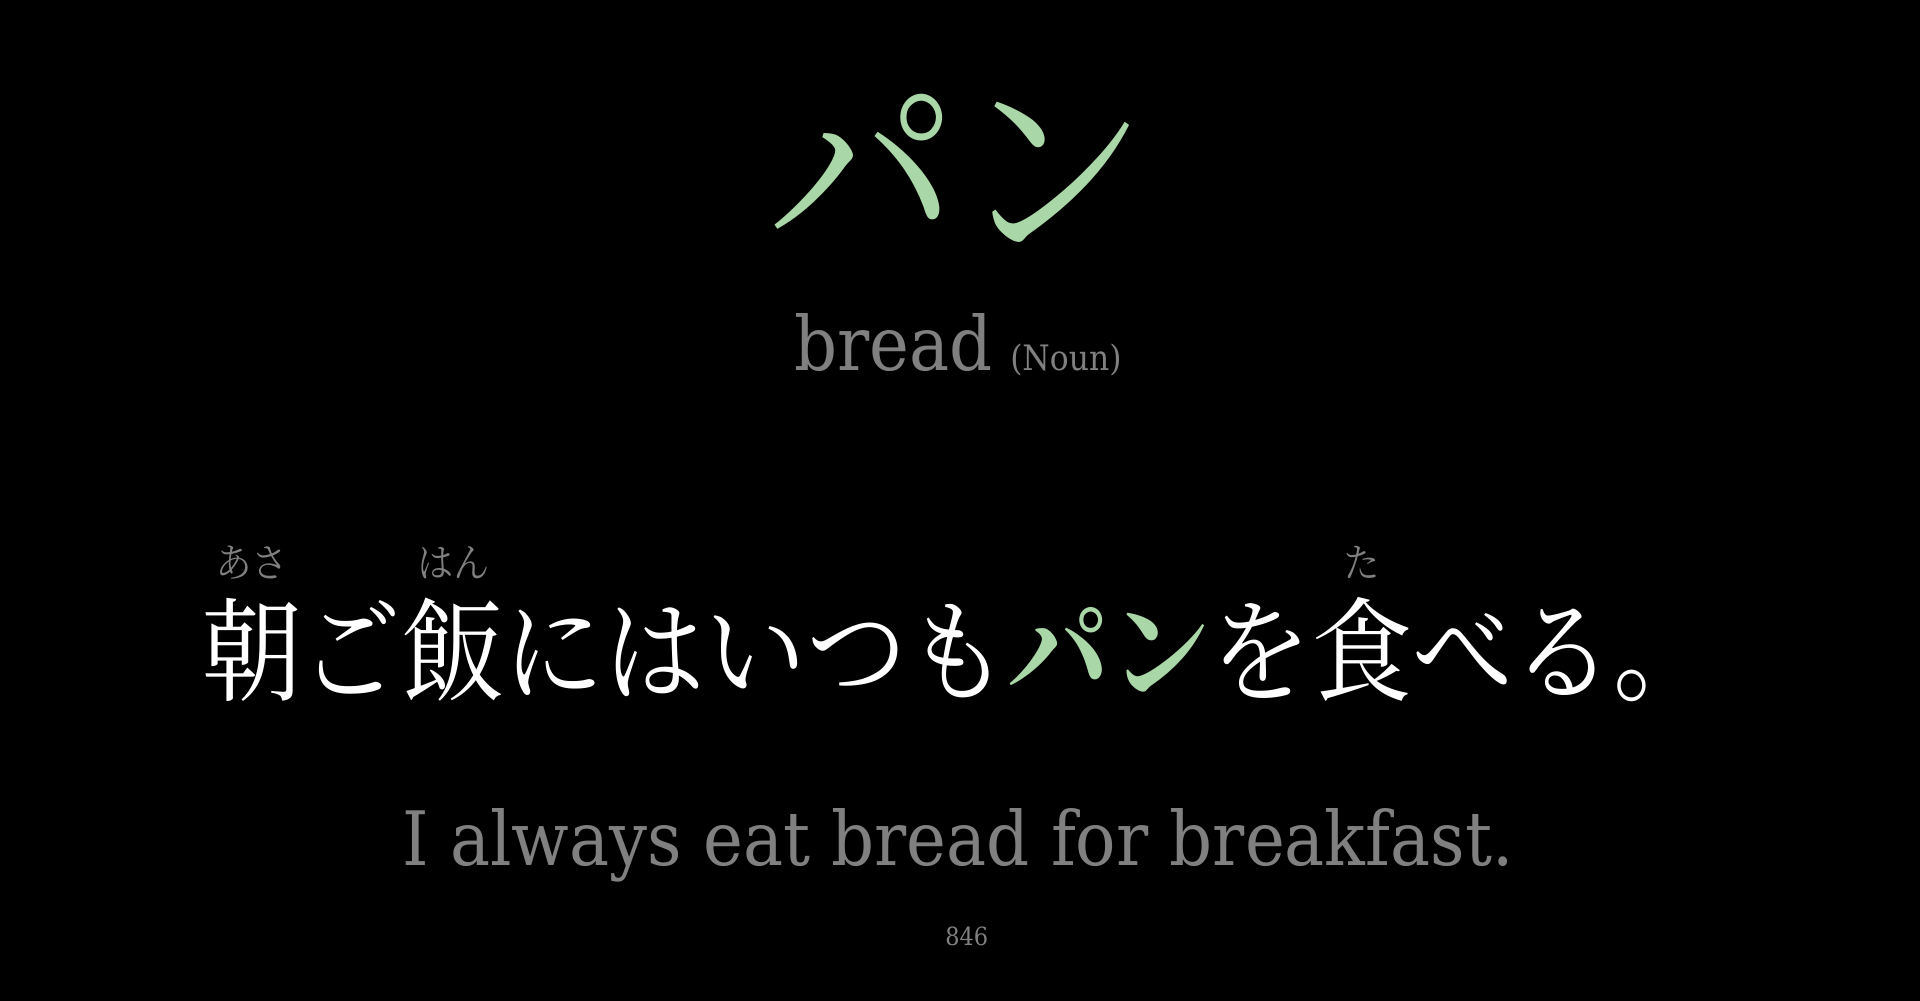 パン
bread (Noun)
あさ はん た
朝ご飯にはいつもパンを食べる。
I always eat bread for breakfast.
846